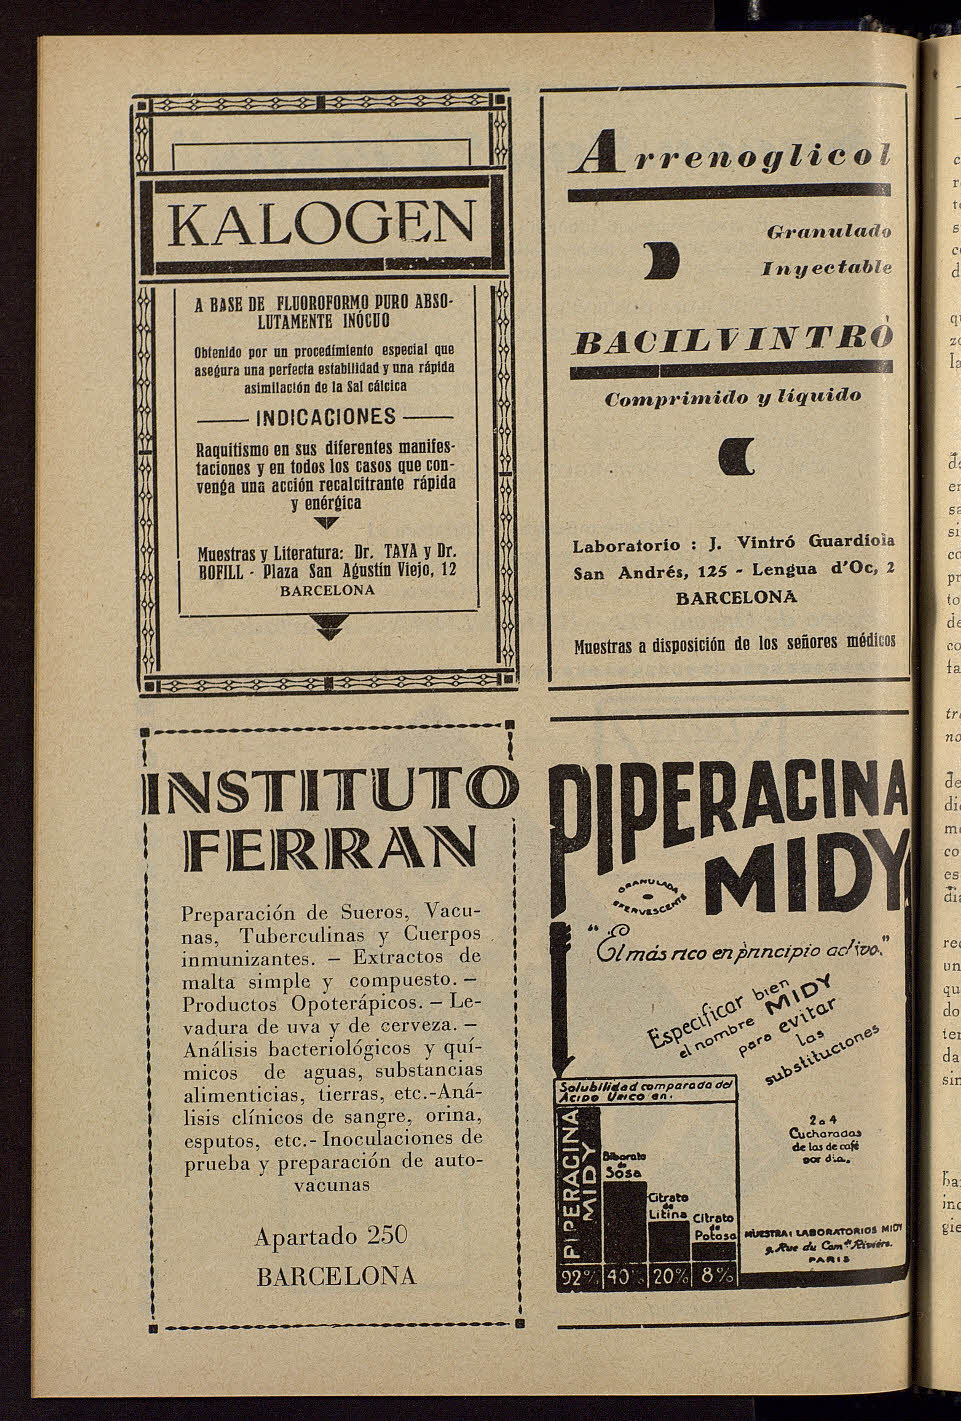 KALOGEN
A BASE DE FLUOROFORMO PURO ABSO-
LUTAMENTE INÓCUO
Obtenido por un procedimiento especial que
asegura una perfecta estabilidad y una rápida
asimilación de la Sal cálcica
INDICACIONES
Raquitismo en sus diferentes manifes-
taciones y en todos los casos que con-
venga una acción recalcitrante rápida
y enérgica
Muestras y Literatura: Dr. TAYA y Dr.
BOFILL - Plaza San Agustín Viejo, 12
BARCELONA
Arrenoglicol
Granulado
Inyectable
BACILVINTRÓ
Comprimido y líquido
Laboratorio : J. Vintró Guardiola
San Andrés, 125 - Lengua d'Oc, 2
BARCELONA
Muestras a disposición de los señores médicos
INSTITUTO
FERRAN
Preparación de Sueros, Vacu-
nas, Tuberculinas y Cuerpos
inmunizantes. — Extractos de
malta simple y compuesto. —
Productos Opoterápicos. — Le-
vadura de uva y de cerveza. —
Análisis bacteriológicos y quí-
micos de aguas, substancias
alimenticias, tierras, etc.-Aná-
lisis clínicos de sangre, orina,
esputos, etc.- Inoculaciones de
prueba y preparación de auto-
vacunas
Apartado 250
BARCELONA
PIPERACINA
MIDY
GRANULADA
EFERVESCENTE
"El más rico en principio activo."
Especificar bien
el nombre MIDY
para evitar
las
substituciones
Solubilidad comparada del
Acido Urico en.
PIPERACINA
MIDY
Biborato
de
Sosa
Citrato
de
Litina
Citrato
de
Potasa
92% 40% 20% 8%
2 a 4
Cucharadas
de las de café
por dia.
MUESTRA: LABORATORIOS MIDY
9, Rue du Com.dt Rivière.
PARIS